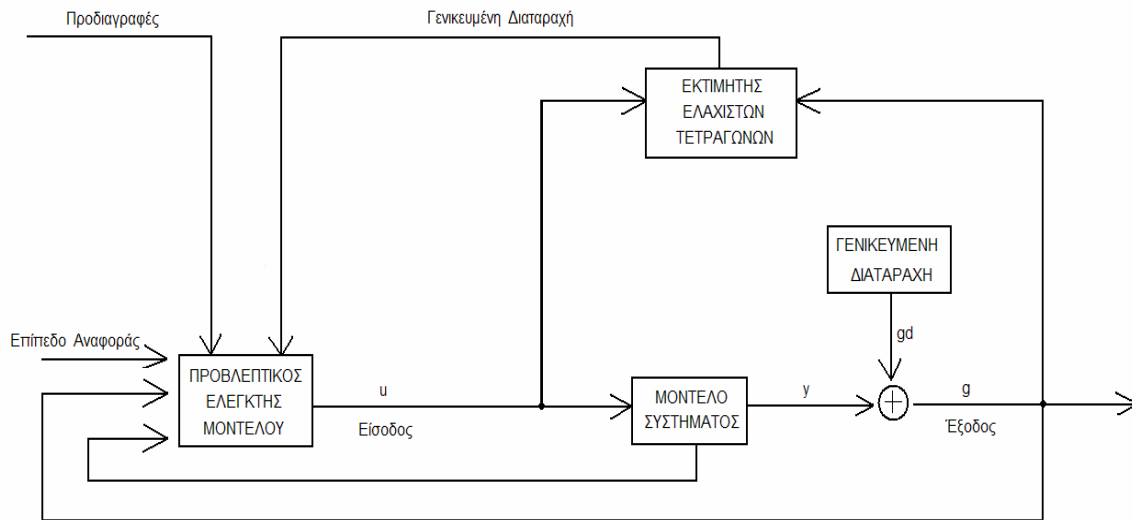 Προδιαγραφές
Γενικευμένη Διαταραχή
ΕΚΤΙΜΗΤΗΣ
ΕΛΑΧΙΣΤΩΝ
ΤΕΤΡΑΓΩΝΩΝ
ΓΕΝΙΚΕΥΜΕΝΗ
ΔΙΑΤΑΡΑΧΗ
gd
Επίπεδο Αναφοράς
ΠΡΟΒΛΕΠΤΙΚΟΣ
ΕΛΕΓΚΤΗΣ
ΜΟΝΤΕΛΟΥ
u
Είσοδος
ΜΟΝΤΕΛΟ
ΣΥΣΤΗΜΑΤΟΣ
y
g
Έξοδος